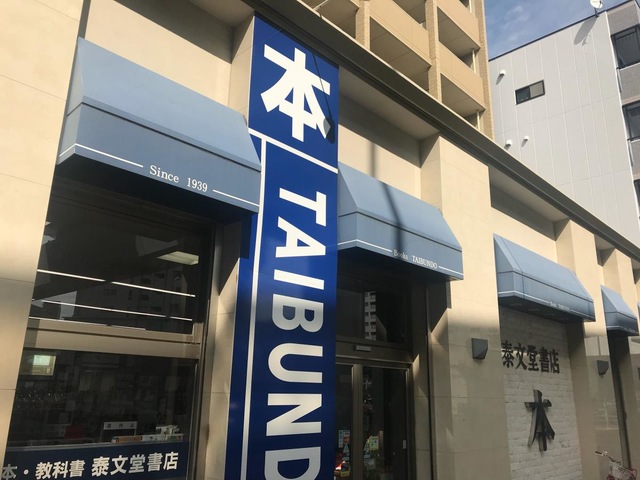 本
TAIBUND
Since 1939
Books TAIBUNDO
泰文堂書店
本
本・教科書 泰文堂書店